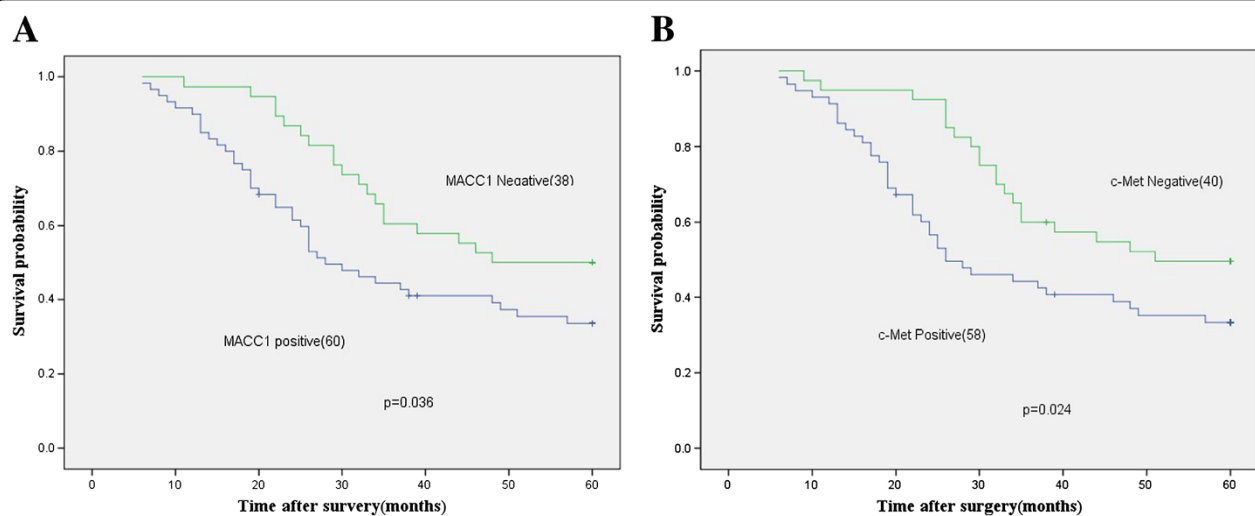 A
B
Survival probability
1.0
0.8
0.6
0.4
0.2
0.0
MACC1 Negative(38)
MACC1 positive(60)
p=0.036
0 10 20 30 40 50 60
Time after survery(months)
Survival probability
1.0
0.8
0.6
0.4
0.2
0.0
c-Met Negative(40)
c-Met Positive(58)
p=0.024
0 10 20 30 40 50 60
Time after surgery(months)